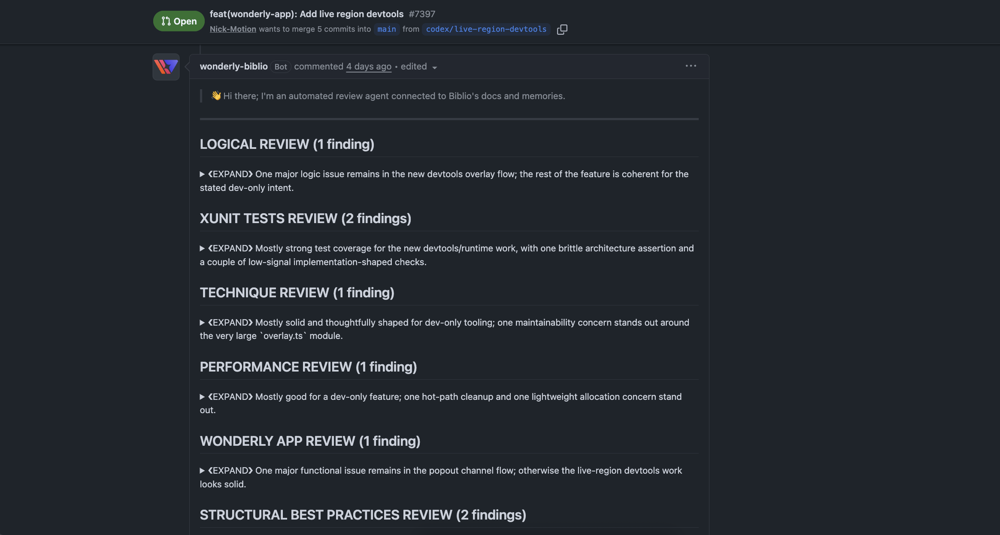 Open
feat(wonderly-app): Add live region devtools #7397
Nick-Motion wants to merge 5 commits into main from codex/live-region-devtools
wonderly-biblio Bot commented 4 days ago • edited
👋 Hi there; I'm an automated review agent connected to Biblio's docs and memories.
LOGICAL REVIEW (1 finding)
▶ ❮EXPAND❯ One major logic issue remains in the new devtools overlay flow; the rest of the feature is coherent for the
stated dev-only intent.
XUNIT TESTS REVIEW (2 findings)
▶ ❮EXPAND❯ Mostly strong test coverage for the new devtools/runtime work, with one brittle architecture assertion and
a couple of low-signal implementation-shaped checks.
TECHNIQUE REVIEW (1 finding)
▶ ❮EXPAND❯ Mostly solid and thoughtfully shaped for dev-only tooling; one maintainability concern stands out around
the very large `overlay.ts` module.
PERFORMANCE REVIEW (1 finding)
▶ ❮EXPAND❯ Mostly good for a dev-only feature; one hot-path cleanup and one lightweight allocation concern stand
out.
WONDERLY APP REVIEW (1 finding)
▶ ❮EXPAND❯ One major functional issue remains in the popout channel flow; otherwise the live-region devtools work
looks solid.
STRUCTURAL BEST PRACTICES REVIEW (2 findings)